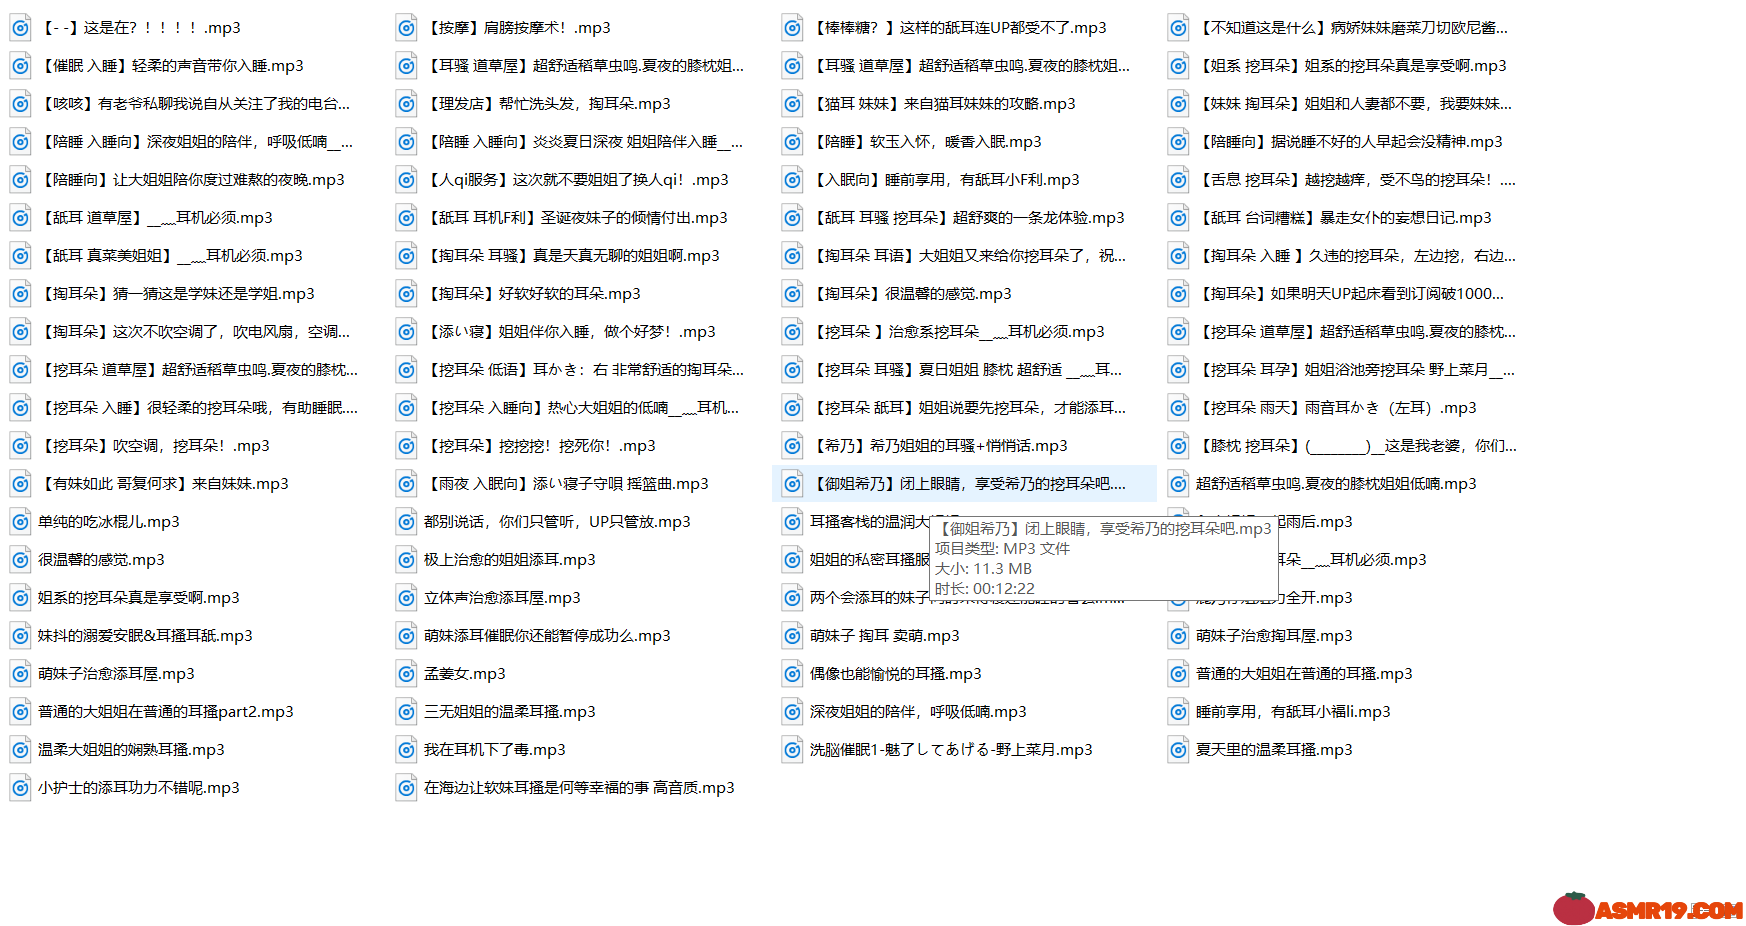 【- -】这是在？！！！！.mp3
【按摩】肩膀按摩术！.mp3
【棒棒糖？】这样的舐耳连UP都受不了.mp3
【不知道这是什么】病娇妹妹磨菜刀切欧尼酱...
【催眠 入睡】轻柔的声音带你入睡.mp3
【耳骚 道草屋】超舒适稻草虫鸣.夏夜的膝枕姐...
【耳骚 道草屋】超舒适稻草虫鸣.夏夜的膝枕姐...
【姐系 挖耳朵】姐系的挖耳朵真是享受啊.mp3
【咳咳】有老爷私聊我说自从关注了我的电台...
【理发店】帮忙洗头发，掏耳朵.mp3
【猫耳 妹妹】来自猫耳妹妹的攻略.mp3
【妹妹 掏耳朵】姐姐和人妻都不要，我要妹妹...
【陪睡 入睡向】深夜姐姐的陪伴，呼吸低喃__...
【陪睡 入睡向】炎炎夏日深夜 姐姐陪伴入睡__...
【陪睡】软玉入怀，暖香入眠.mp3
【陪睡向】据说睡不好的人早起会没精神.mp3
【陪睡向】让大姐姐陪你度过难熬的夜晚.mp3
【人qi服务】这次就不要姐姐了换人qi！.mp3
【入眠向】睡前享用，有舐耳小F利.mp3
【舌息 挖耳朵】越挖越痒，受不鸟的挖耳朵！....
【舐耳 道草屋】__﹏耳机必须.mp3
【舐耳 耳机F利】圣诞夜妹子的倾情付出.mp3
【舐耳 耳骚 挖耳朵】超舒爽的一条龙体验.mp3
【舐耳 台词糟糕】暴走女仆的妄想日记.mp3
【舐耳 真菜美姐姐】__﹏耳机必须.mp3
【掏耳朵 耳骚】真是天真无聊的姐姐啊.mp3
【掏耳朵 耳语】大姐姐又来给你挖耳朵了，祝...
【掏耳朵 入睡 】久违的挖耳朵，左边挖，右边...
【掏耳朵】猜一猜这是学妹还是学姐.mp3
【掏耳朵】好软好软的耳朵.mp3
【掏耳朵】很温馨的感觉.mp3
【掏耳朵】如果明天UP起床看到订阅破1000...
【掏耳朵】这次不吹空调了，吹电风扇，空调...
【添い寝】姐姐伴你入睡，做个好梦！.mp3
【挖耳朵 】治愈系挖耳朵__﹏耳机必须.mp3
【挖耳朵 道草屋】超舒适稻草虫鸣.夏夜的膝枕...
【挖耳朵 道草屋】超舒适稻草虫鸣.夏夜的膝枕...
【挖耳朵 低语】耳かき：右 非常舒适的掏耳朵...
【挖耳朵 耳骚】夏日姐姐 膝枕 超舒适 __﹏耳...
【挖耳朵 耳孕】姐姐浴池旁挖耳朵 野上菜月__...
【挖耳朵 入睡】很轻柔的挖耳朵哦，有助睡眠....
【挖耳朵 入睡向】热心大姐姐的低喃__﹏耳机...
【挖耳朵 舐耳】姐姐说要先挖耳朵，才能添耳...
【挖耳朵 雨天】雨音耳かき（左耳）.mp3
【挖耳朵】吹空调，挖耳朵！.mp3
【挖耳朵】挖挖挖！挖死你！.mp3
【希乃】希乃姐姐的耳骚+悄悄话.mp3
【膝枕 挖耳朵】(________)__这是我老婆，你们...
【有妹如此 哥复何求】来自妹妹.mp3
【雨夜 入眠向】添い寝子守唄 摇篮曲.mp3
【御姐希乃】闭上眼睛，享受希乃的挖耳朵吧....
超舒适稻草虫鸣.夏夜的膝枕姐姐低喃.mp3
单纯的吃冰棍儿.mp3
都别说话，你们只管听，UP只管放.mp3
耳搔客栈的温润大
起雨后.mp3
【御姐希乃】闭上眼睛，享受希乃的挖耳朵吧.mp3
项目类型: MP3 文件
大小: 11.3 MB
时长: 00:12:22
很温馨的感觉.mp3
极上治愈的姐姐添耳.mp3
姐姐的私密耳搔服
耳朵__﹏耳机必须.mp3
姐系的挖耳朵真是享受啊.mp3
立体声治愈添耳屋.mp3
两个会添耳的妹子
力全开.mp3
妹抖的溺爱安眠&耳搔耳舐.mp3
萌妹添耳催眠你还能暂停成功么.mp3
萌妹子 掏耳 卖萌.mp3
萌妹子治愈掏耳屋.mp3
萌妹子治愈添耳屋.mp3
孟姜女.mp3
偶像也能愉悦的耳搔.mp3
普通的大姐姐在普通的耳搔.mp3
普通的大姐姐在普通的耳搔part2.mp3
三无姐姐的温柔耳搔.mp3
深夜姐姐的陪伴，呼吸低喃.mp3
睡前享用，有舐耳小福li.mp3
温柔大姐姐的娴熟耳搔.mp3
我在耳机下了毒.mp3
洗脑催眠1-魅了してあげる-野上菜月.mp3
夏天里的温柔耳搔.mp3
小护士的添耳功力不错呢.mp3
在海边让软妹耳搔是何等幸福的事 高音质.mp3
ASMR19.COM